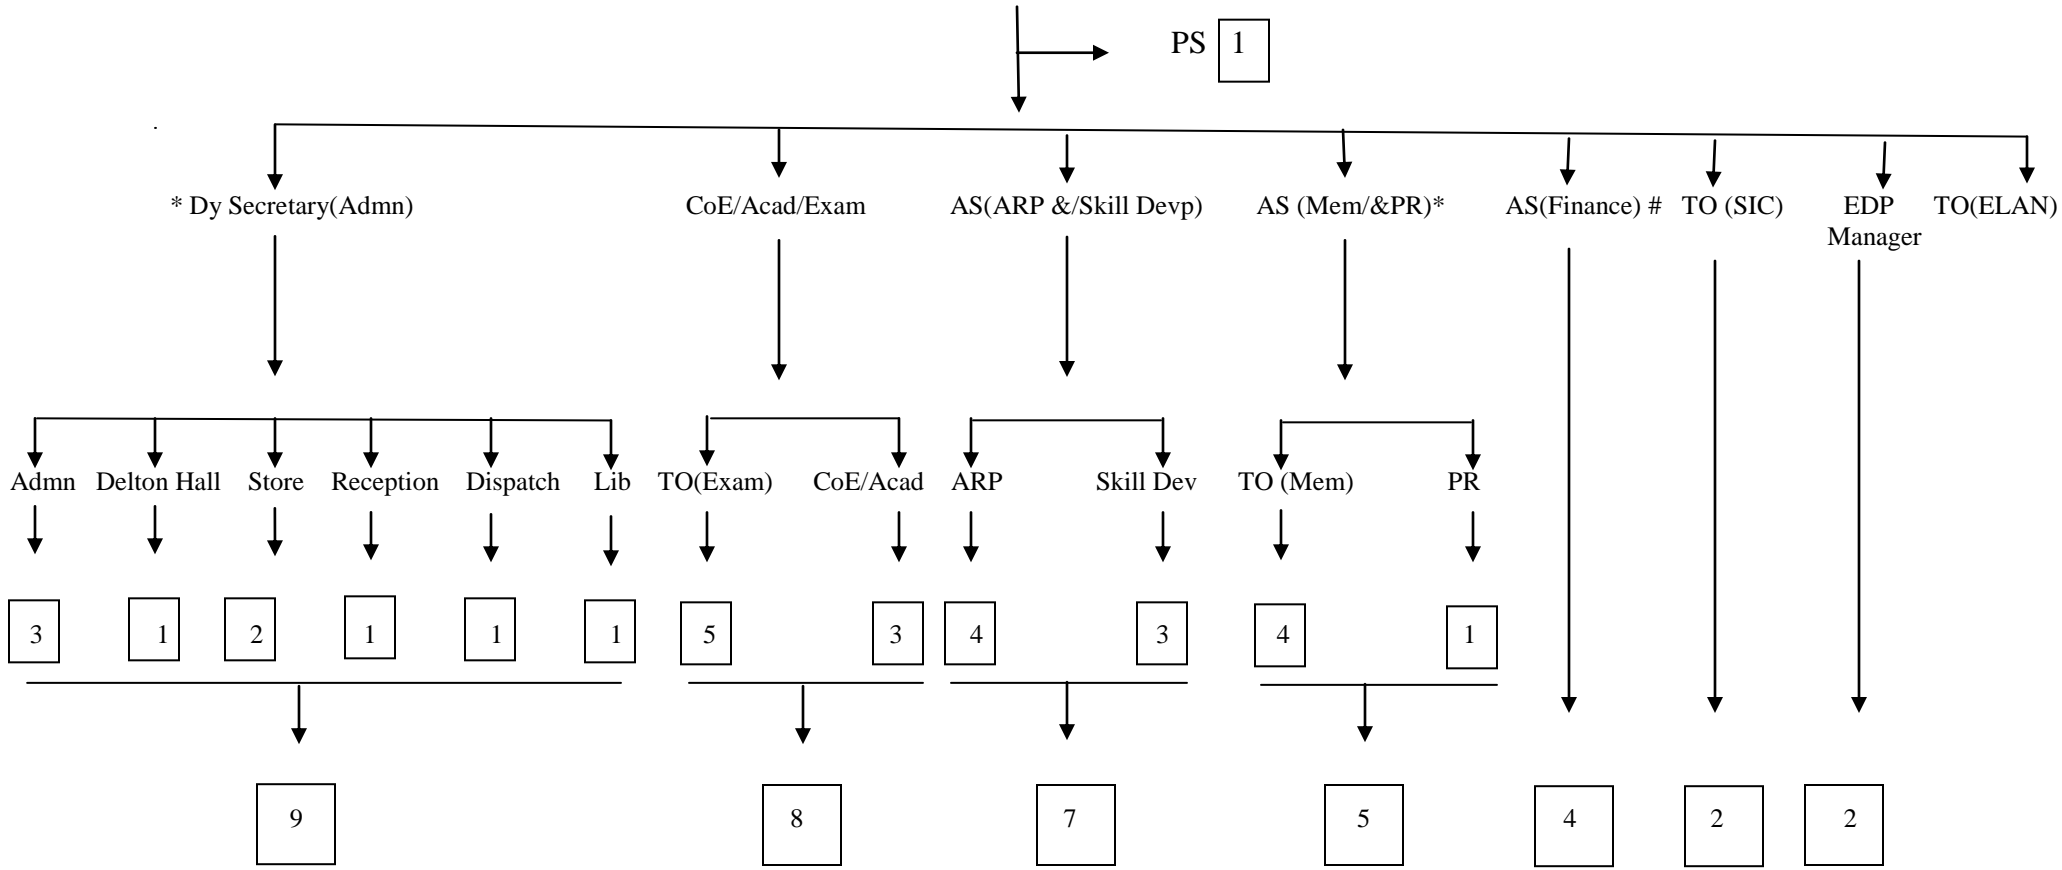 PS 1
* Dy Secretary(Admn) CoE/Acad/Exam AS(ARP &/Skill Devp) AS (Mem/&PR)* AS(Finance) # TO (SIC) EDP TO(ELAN)
Manager
Admn Delton Hall Store Reception Dispatch Lib TO(Exam) CoE/Acad ARP Skill Dev TO (Mem) PR
3 1 2 1 1 1 5 3 4 3 4 1
9 8 7 5 4 2 2